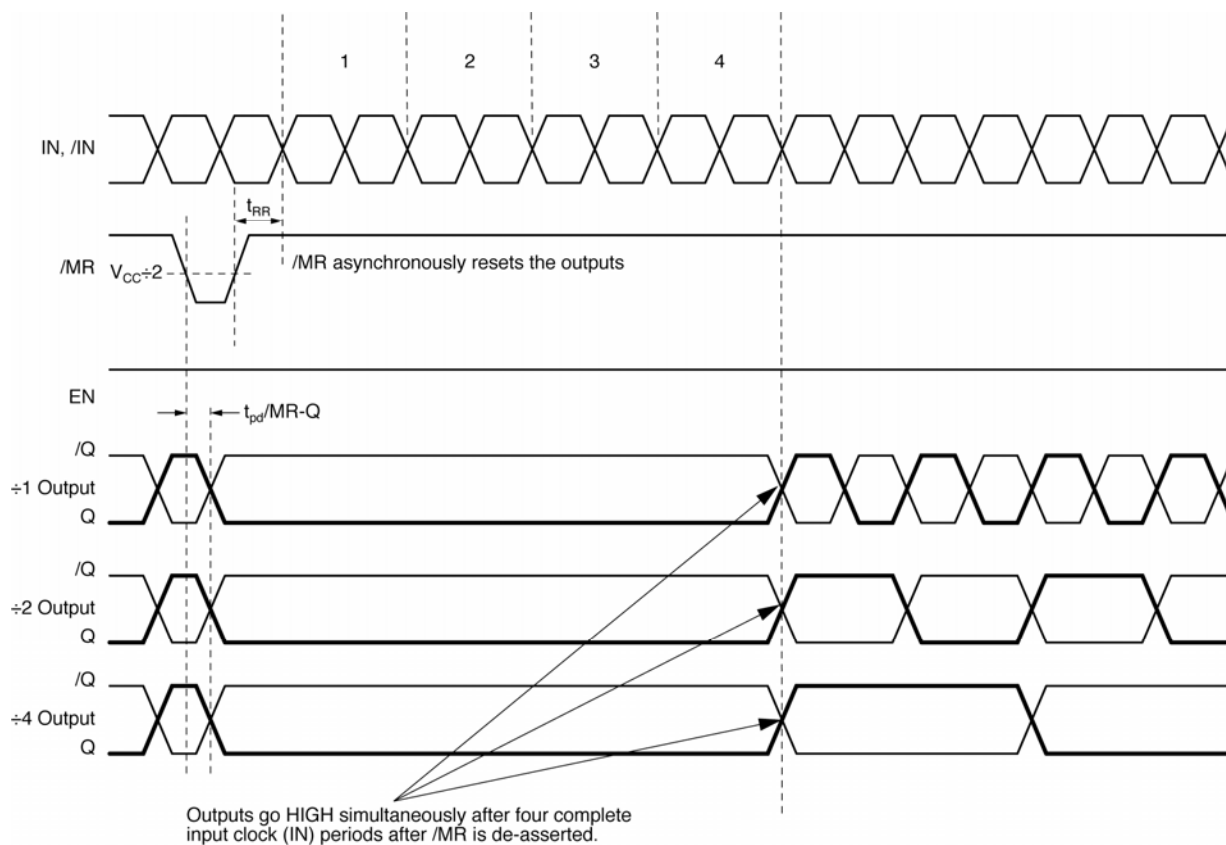 1 2 3 4
IN, /IN
tRR
/MR
VCC÷2
/MR asynchronously resets the outputs
EN
tpd/MR-Q
/Q
÷1 Output
Q
/Q
÷2 Output
Q
/Q
÷4 Output
Q
Outputs go HIGH simultaneously after four complete
input clock (IN) periods after /MR is de-asserted.